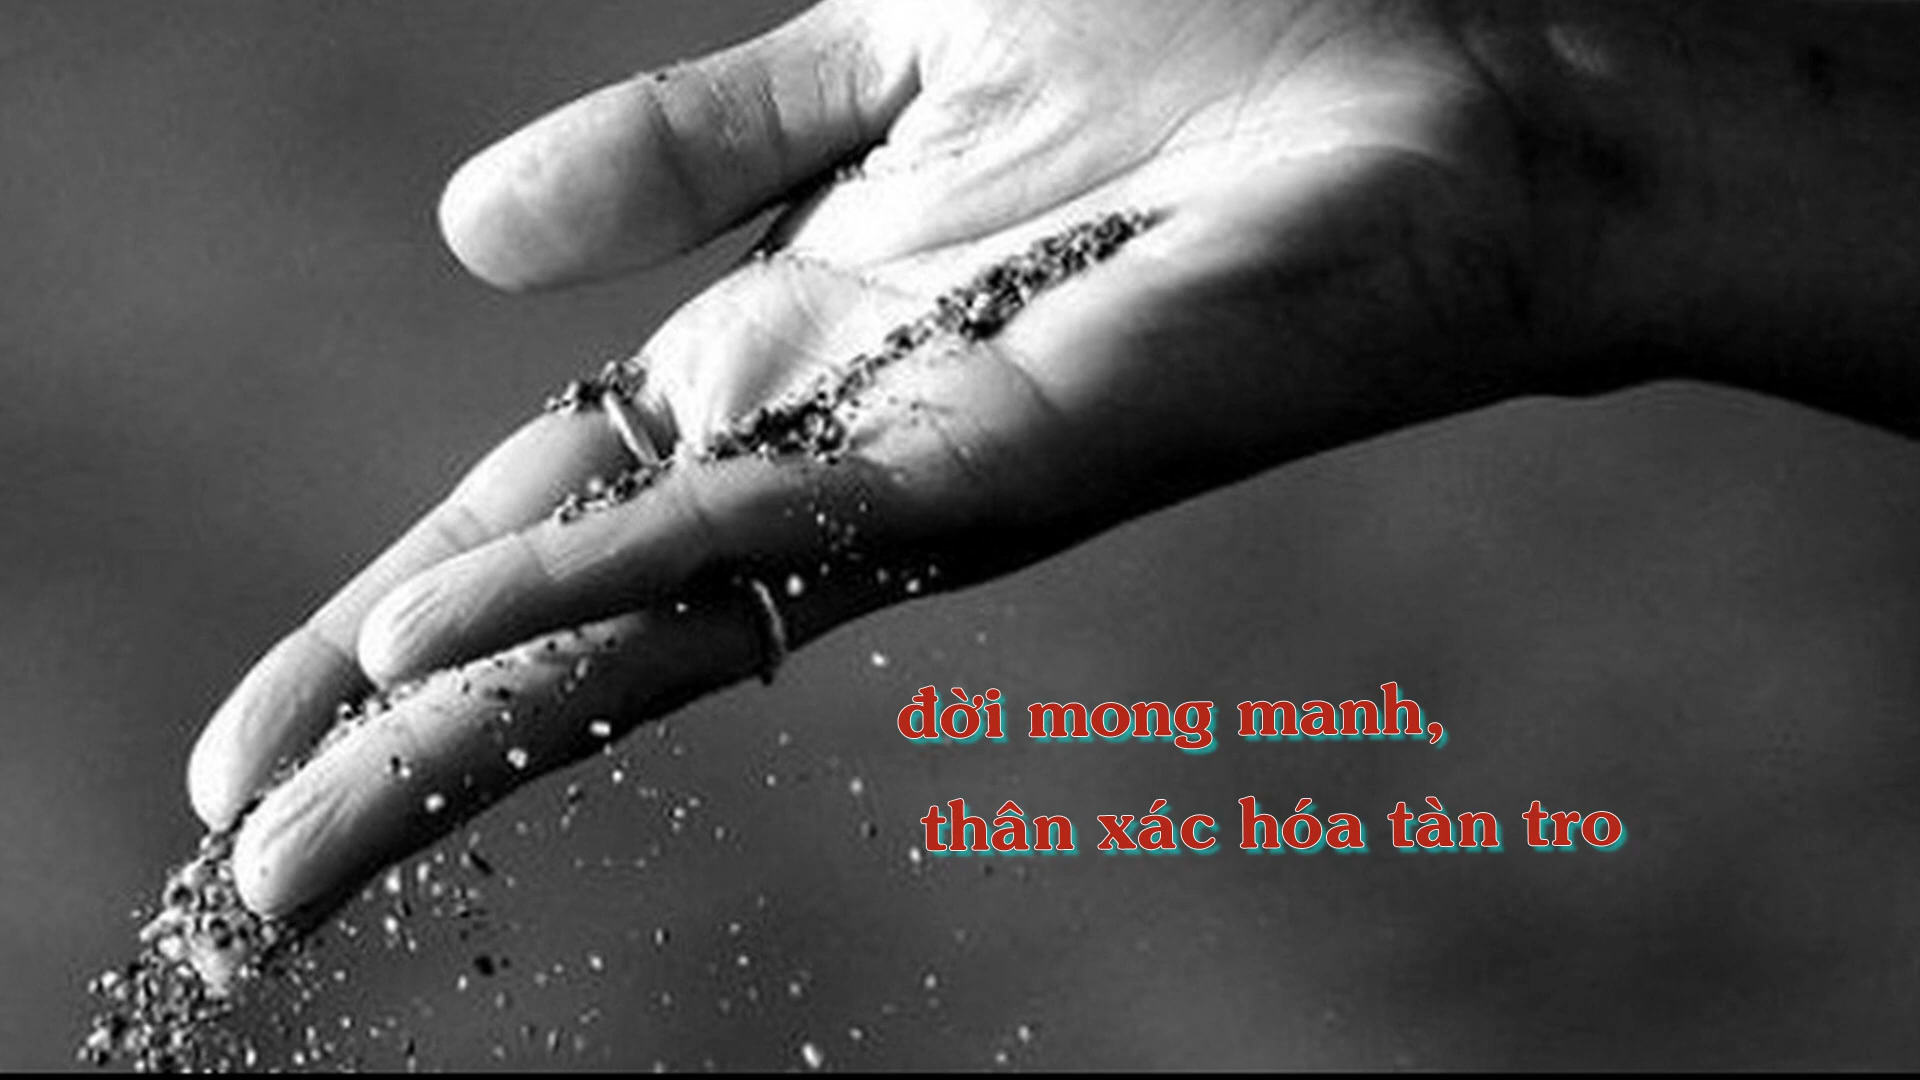 đời mong manh,
thân xác hóa tàn tro